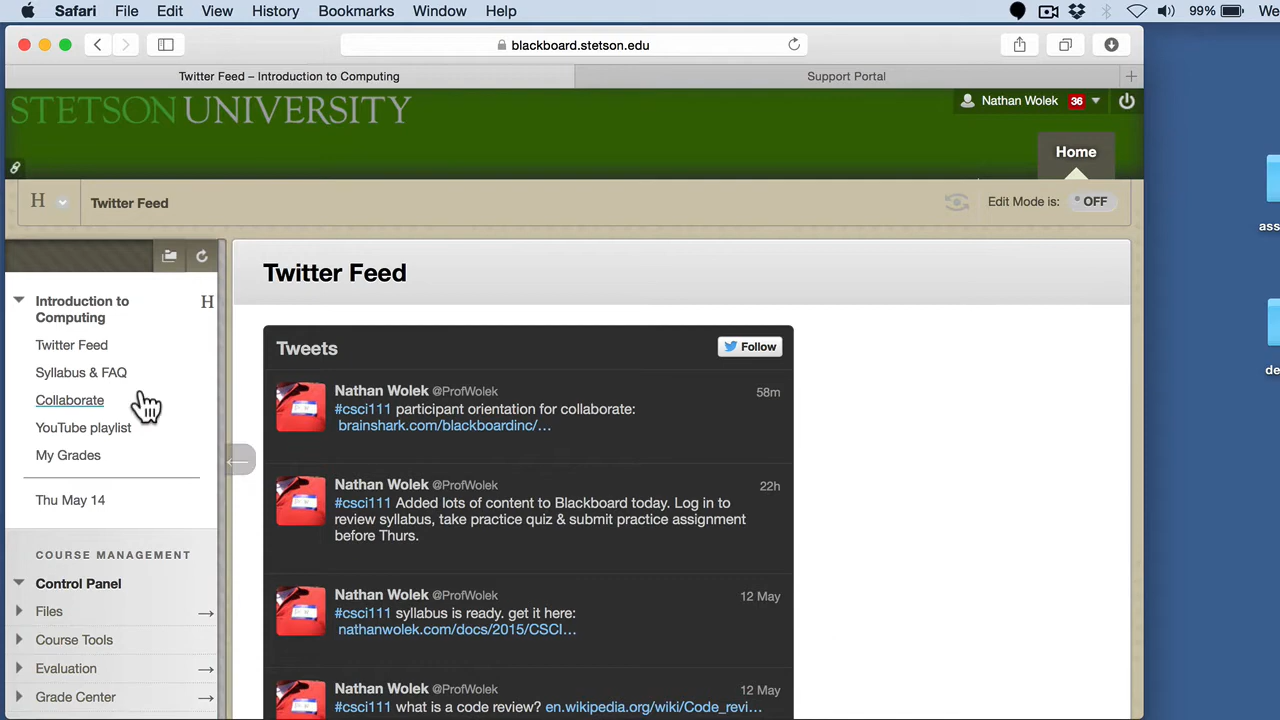 Safari File Edit View History Bookmarks Window Help 99% We
blackboard.stetson.edu
Twitter Feed – Introduction to Computing Support Portal
STETSON UNIVERSITY
Nathan Wolek 36
Home
H Twitter Feed Edit Mode is: OFF
Introduction to H
Computing
Twitter Feed
Syllabus & FAQ
Collaborate
YouTube playlist
My Grades
Thu May 14
COURSE MANAGEMENT
Control Panel
Files
Course Tools
Evaluation
Grade Center
Twitter Feed
Tweets Follow
Nathan Wolek @ProfWolek 58m
#csci111 participant orientation for collaborate:
brainshark.com/blackboardinc/…
Nathan Wolek @ProfWolek 22h
#csci111 Added lots of content to Blackboard today. Log in to
review syllabus, take practice quiz & submit practice assignment
before Thurs.
Nathan Wolek @ProfWolek 12 May
#csci111 syllabus is ready. get it here:
nathanwolek.com/docs/2015/CSCI…
Nathan Wolek @ProfWolek 12 May
#csci111 what is a code review? en.wikipedia.org/wiki/Code_revi…
ass
de